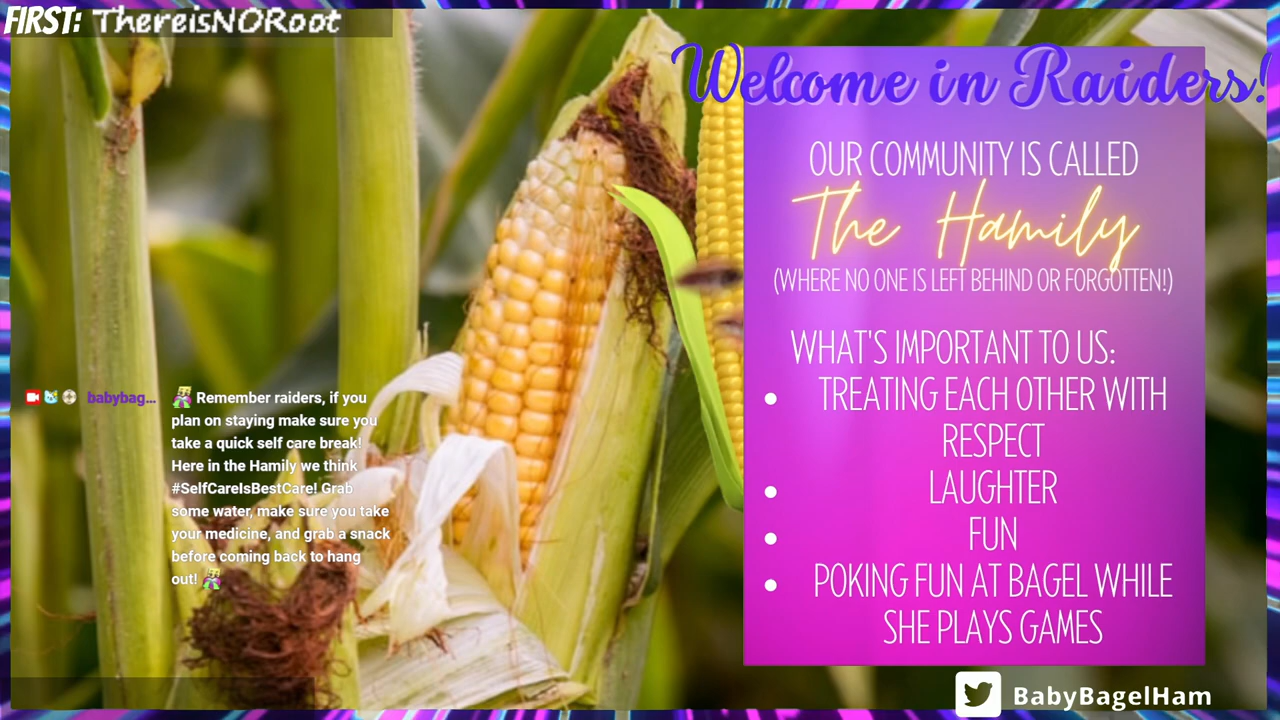 FIRST: ThereisNORoot
Welcome in Raiders!
OUR COMMUNITY IS CALLED
The Hamily
(WHERE NO ONE IS LEFT BEHIND OR FORGOTTEN!)
WHAT'S IMPORTANT TO US:
TREATING EACH OTHER WITH
RESPECT
LAUGHTER
FUN
POKING FUN AT BAGEL WHILE
SHE PLAYS GAMES
babybag... Remember raiders, if you
plan on staying make sure you
take a quick self care break!
Here in the Hamily we think
#SelfCareIsBestCare! Grab
some water, make sure you take
your medicine, and grab a snack
before coming back to hang
out!
BabyBagelHam